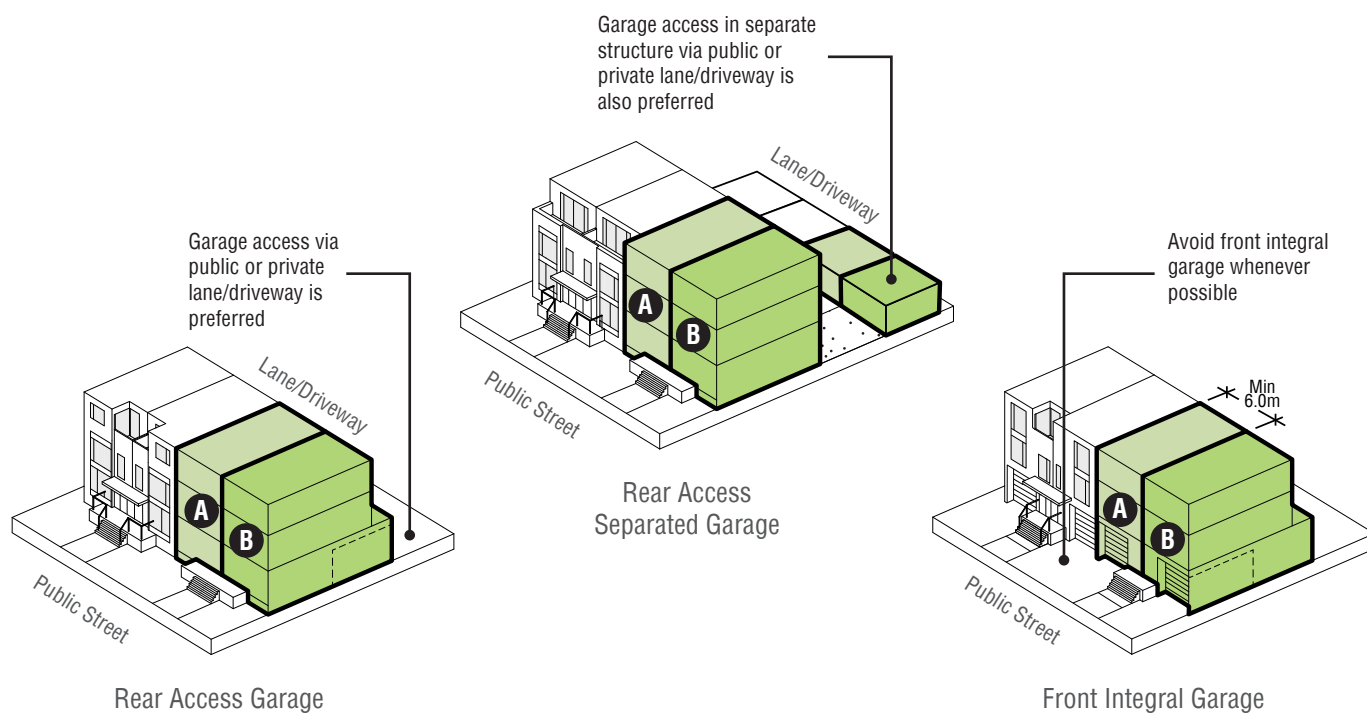 Garage access in separate
structure via public or
private lane/driveway is
also preferred
Lane/Driveway
A
B
Public Street
Rear Access
Separated Garage
Garage access via
public or private
lane/driveway is
preferred
Lane/Driveway
A
B
Public Street
Rear Access Garage
Avoid front integral
garage whenever
possible
Min
6.0m
A
B
Public Street
Front Integral Garage